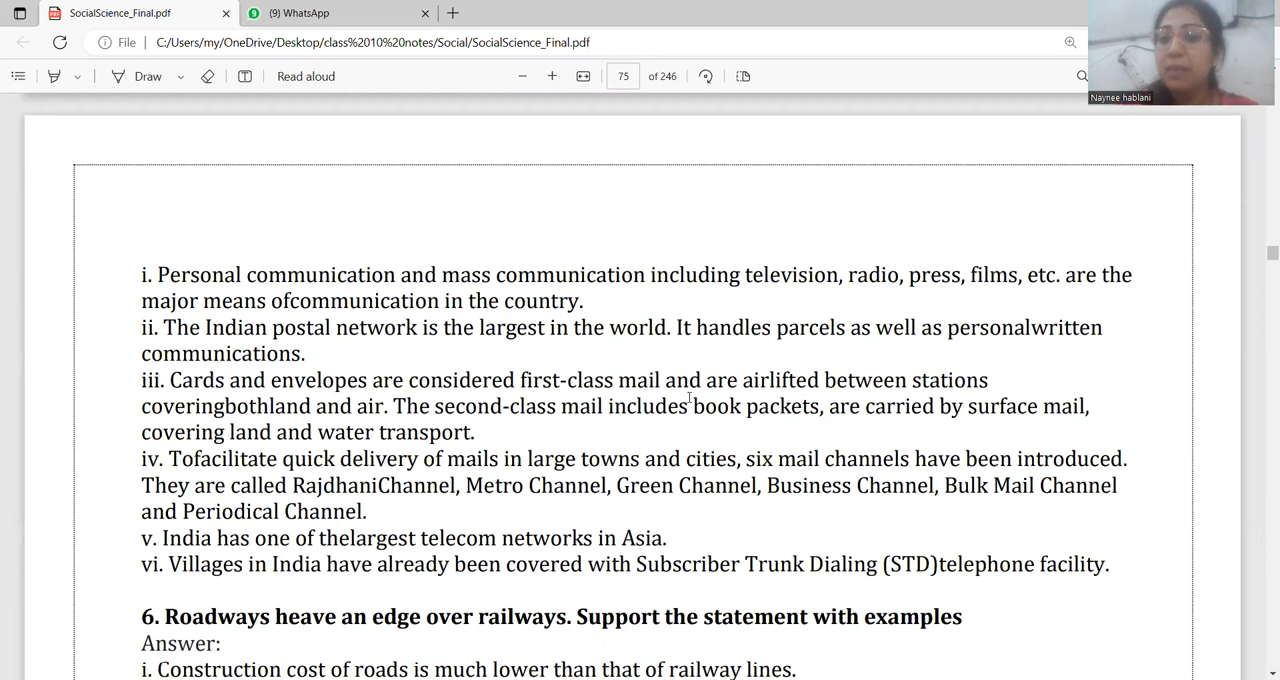 SocialScience_Final.pdf
(9) WhatsApp
File
C:/Users/my/OneDrive/Desktop/class%2010%20notes/Social/SocialScience_Final.pdf
Draw
Read aloud
75
of 246
Naynee hablani
i. Personal communication and mass communication including television, radio, press, films, etc. are the
major means ofcommunication in the country.
ii. The Indian postal network is the largest in the world. It handles parcels as well as personalwritten
communications.
iii. Cards and envelopes are considered first-class mail and are airlifted between stations
coveringbothland and air. The second-class mail includes book packets, are carried by surface mail,
covering land and water transport.
iv. Tofacilitate quick delivery of mails in large towns and cities, six mail channels have been introduced.
They are called RajdhaniChannel, Metro Channel, Green Channel, Business Channel, Bulk Mail Channel
and Periodical Channel.
v. India has one of thelargest telecom networks in Asia.
vi. Villages in India have already been covered with Subscriber Trunk Dialing (STD)telephone facility.
6. Roadways heave an edge over railways. Support the statement with examples
Answer:
i. Construction cost of roads is much lower than that of railway lines.